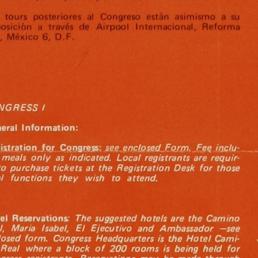 tours posteriores al Congreso están asimismo a su
posición a través de Airpool Internacional, Reforma
, México 6, D.F.
NGRESS I
neral Information:
istration for Congress: see enclosed Form. Fee inclu-
meals only as indicated. Local registrants are requir-
to purchase tickets at the Registration Desk for those
al functions they wish to attend.
el Reservations: The suggested hotels are the Camino
l, Maria Isabel, El Ejecutivo and Ambassador —see
losed form. Congress Headquarters is the Hotel Cami-
Real where a block of 200 rooms is being held for